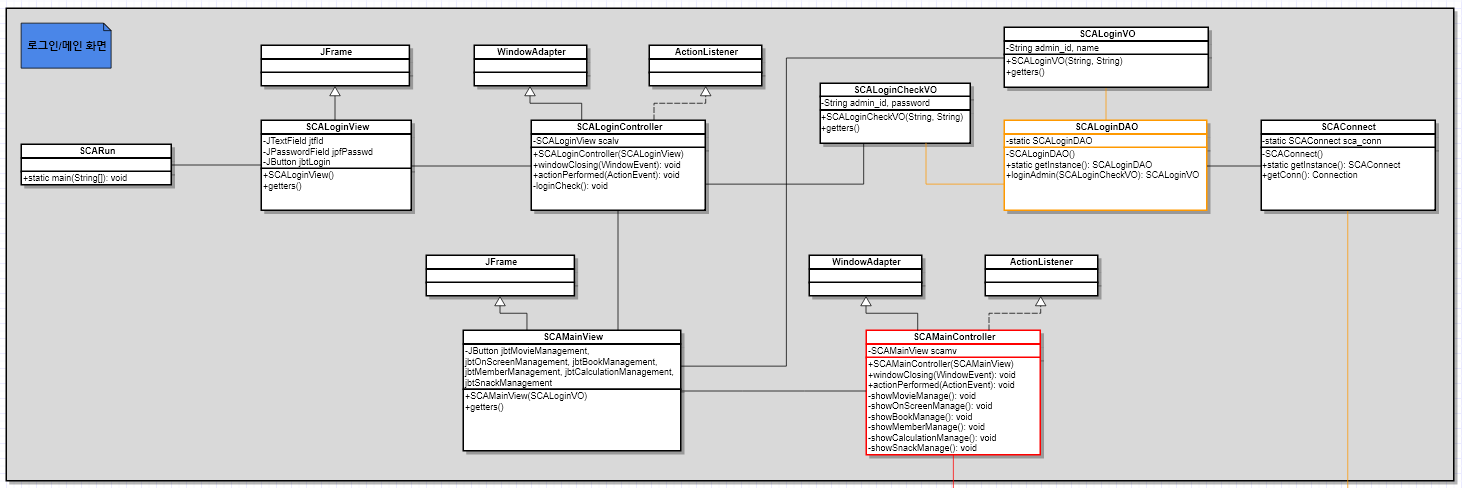 로그인/메인 화면
JFrame
WindowAdapter
ActionListener
SCALoginVO
-String admin_id, name
+SCALoginVO(String, String)
+getters()
SCALoginCheckVO
-String admin_id, password
+SCALoginCheckVO(String, String)
+getters()
SCARun
+static main(String[]): void
SCALoginView
-JTextField jtfId
-JPasswordField jpfPasswd
-JButton jbtLogin
+SCALoginView()
+getters()
SCALoginController
-SCALoginView scalv
+SCALoginController(SCALoginView)
+windowClosing(WindowEvent): void
+actionPerformed(ActionEvent): void
-loginCheck(): void
SCALoginDAO
-static SCALoginDAO
-SCALoginDAO()
+static getInstance(): SCALoginDAO
+loginAdmin(SCALoginCheckVO): SCALoginVO
SCAConnect
-static SCAConnect sca_conn
-SCAConnect()
+static getInstance(): SCAConnect
+getConn(): Connection
JFrame
WindowAdapter
ActionListener
SCAMainView
-JButton jbtMovieManagement,
jbtOnScreenManagement, jbtBookManagement,
jbtMemberManagement, jbtCalculationManagement,
jbtSnackManagement
+SCAMainView(SCALoginVO)
+getters()
SCAMainController
-SCAMainView scamv
+SCAMainController(SCAMainView)
+windowClosing(WindowEvent): void
+actionPerformed(ActionEvent): void
-showMovieManage(): void
-showOnScreenManage(): void
-showBookManage(): void
-showMemberManage(): void
-showCalculationManage(): void
-showSnackManage(): void